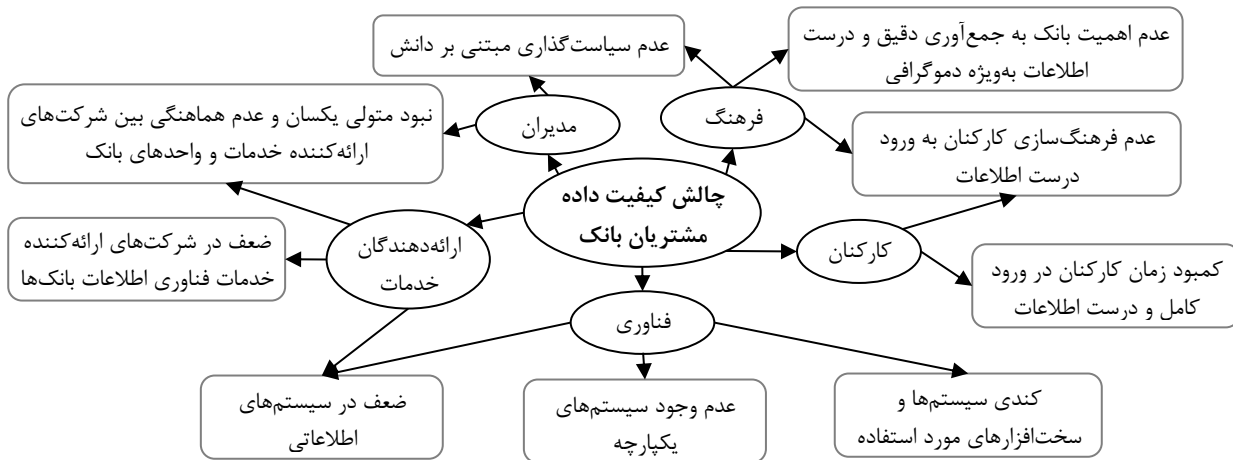 عدم سیاست‌گذاری مبتنی بر دانش
عدم اهمیت بانک به جمع‌آوری دقیق و درست
اطلاعات به‌ویژه دموگرافی
نبود متولی یکسان و عدم هماهنگی بین شرکت‌های
ارائه‌کننده خدمات و واحدهای بانک
مدیران
فرهنگ
عدم فرهنگ‌سازی کارکنان به ورود
درست اطلاعات
چالش کیفیت داده
مشتریان بانک
ارائه‌دهندگان
خدمات
کارکنان
ضعف در شرکت‌های ارائه‌کننده
خدمات فناوری اطلاعات بانک‌ها
کمبود زمان کارکنان در ورود
کامل و درست اطلاعات
فناوری
ضعف در سیستم‌های
اطلاعاتی
عدم وجود سیستم‌های
یکپارچه
کندی سیستم‌ها و
سخت‌افزارهای مورد استفاده